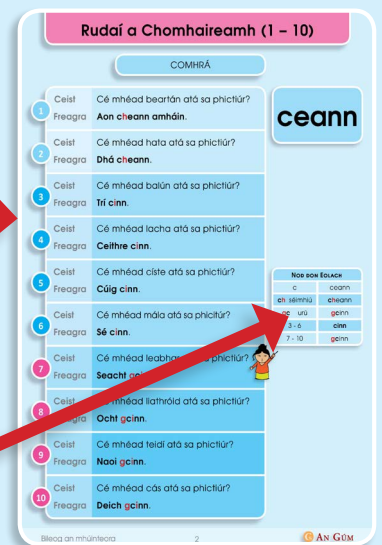 Rudaí a Chomhaireamh (1 – 10)
COMHRÁ
ceann
1
Ceist Cé mhéad beartán atá sa phictiúr?
Freagra Aon cheann amháin.
2
Ceist Cé mhéad hata atá sa phictiúr?
Freagra Dhá cheann.
3
Ceist Cé mhéad balún atá sa phictiúr?
Freagra Trí cinn.
4
Ceist Cé mhéad lacha atá sa phictiúr?
Freagra Ceithre cinn.
5
Ceist Cé mhéad císte atá sa phictiúr?
Freagra Cúig cinn.
6
Ceist Cé mhéad mála atá sa phicitúr?
Freagra Sé cinn.
7
Ceist Cé mhéad phictiúr?
Freagra Seacht
8
Ceist mhéad liathróid atá sa phictiúr?
Freagra Ocht gcinn.
9
Ceist Cé mhéad teidí atá sa phictiúr?
Freagra Naoi gcinn.
10
Ceist Cé mhéad cás atá sa phictiúr?
Freagra Deich gcinn.
NOD DON EOLACH
c ceann
ch séimhiú cheann
urú gcinn
3 - 6 cinn
7 - 10 gcinn
Bileog an mhúinteora
2
AN GÚM